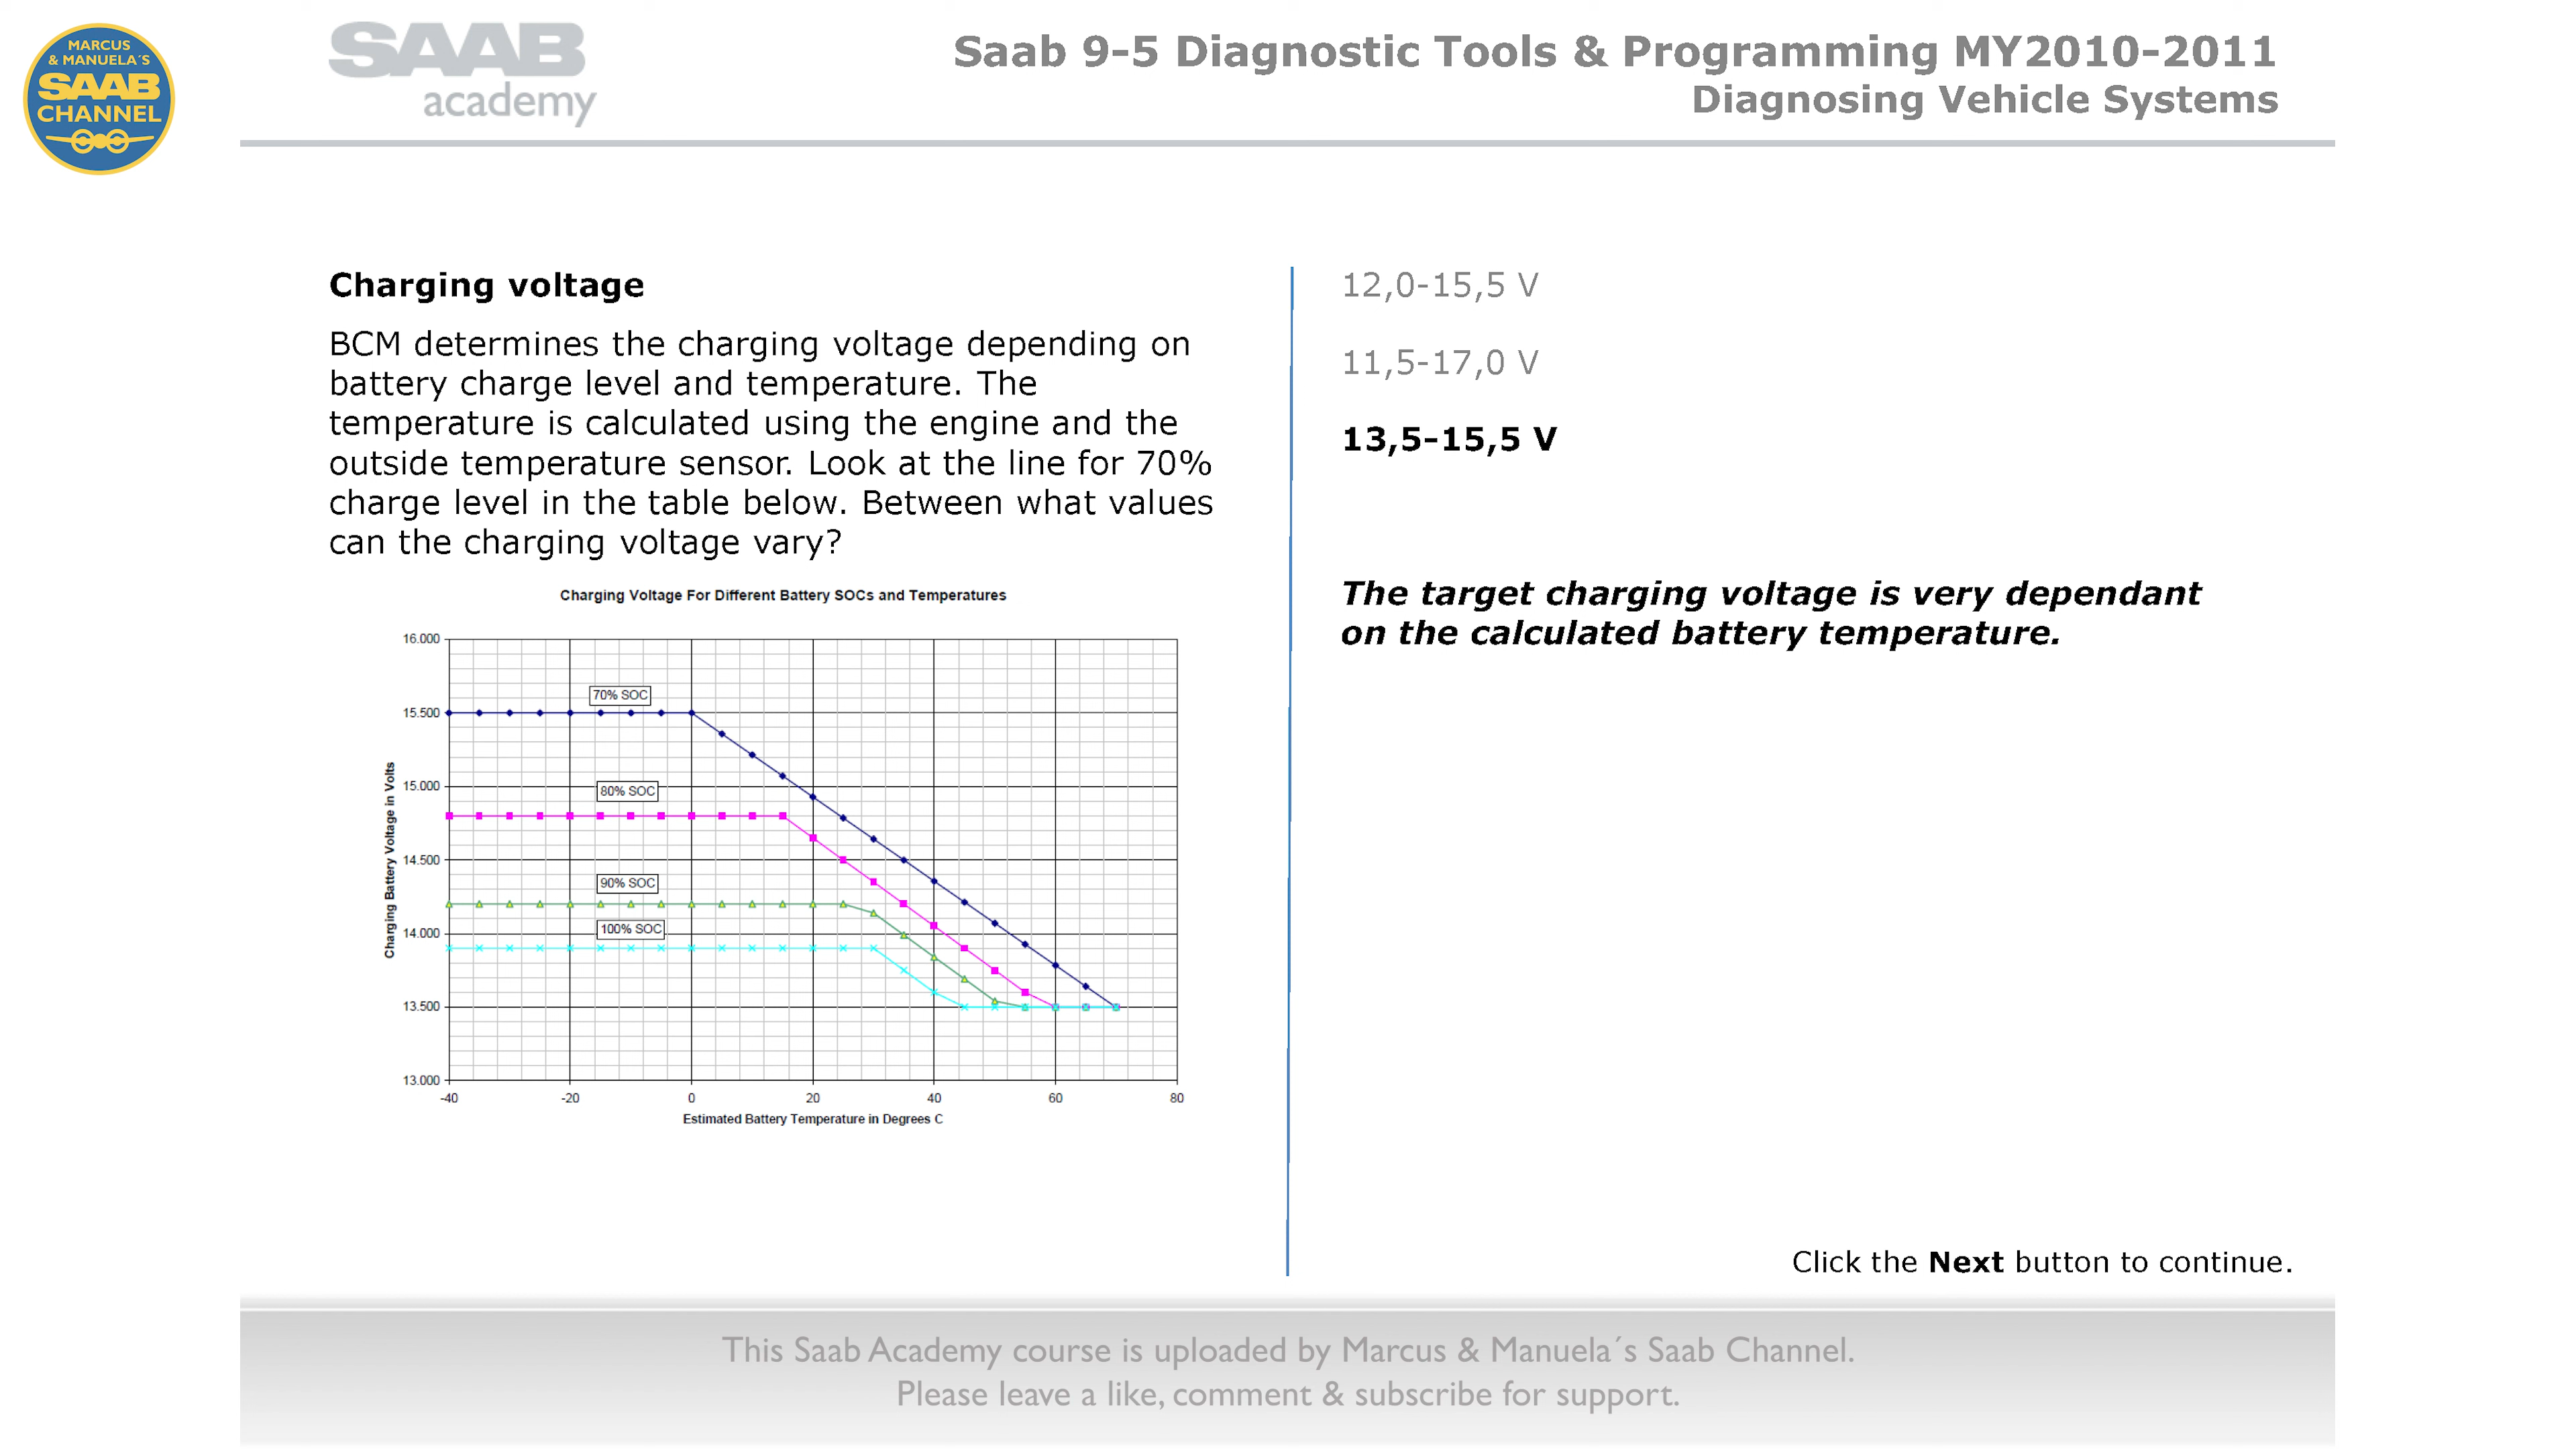 MARCUS
& MANUELA´S
SAAB
CHANNEL
SAAB
academy
Saab 9-5 Diagnostic Tools & Programming MY2010-2011
Diagnosing Vehicle Systems
Charging voltage
BCM determines the charging voltage depending on
battery charge level and temperature. The
temperature is calculated using the engine and the
outside temperature sensor. Look at the line for 70%
charge level in the table below. Between what values
can the charging voltage vary?
Charging Voltage For Different Battery SOCs and Temperatures
Charging Battery Voltage in Volts
16.000
15.500
15.000
14.500
14.000
13.500
13.000
70% SOC
80% SOC
90% SOC
100% SOC
-40
-20
0
20
40
60
80
Estimated Battery Temperature in Degrees C
12,0-15,5 V
11,5-17,0 V
13,5-15,5 V
The target charging voltage is very dependant
on the calculated battery temperature.
Click the Next button to continue.
This Saab Academy course is uploaded by Marcus & Manuela´s Saab Channel.
Please leave a like, comment & subscribe for support.